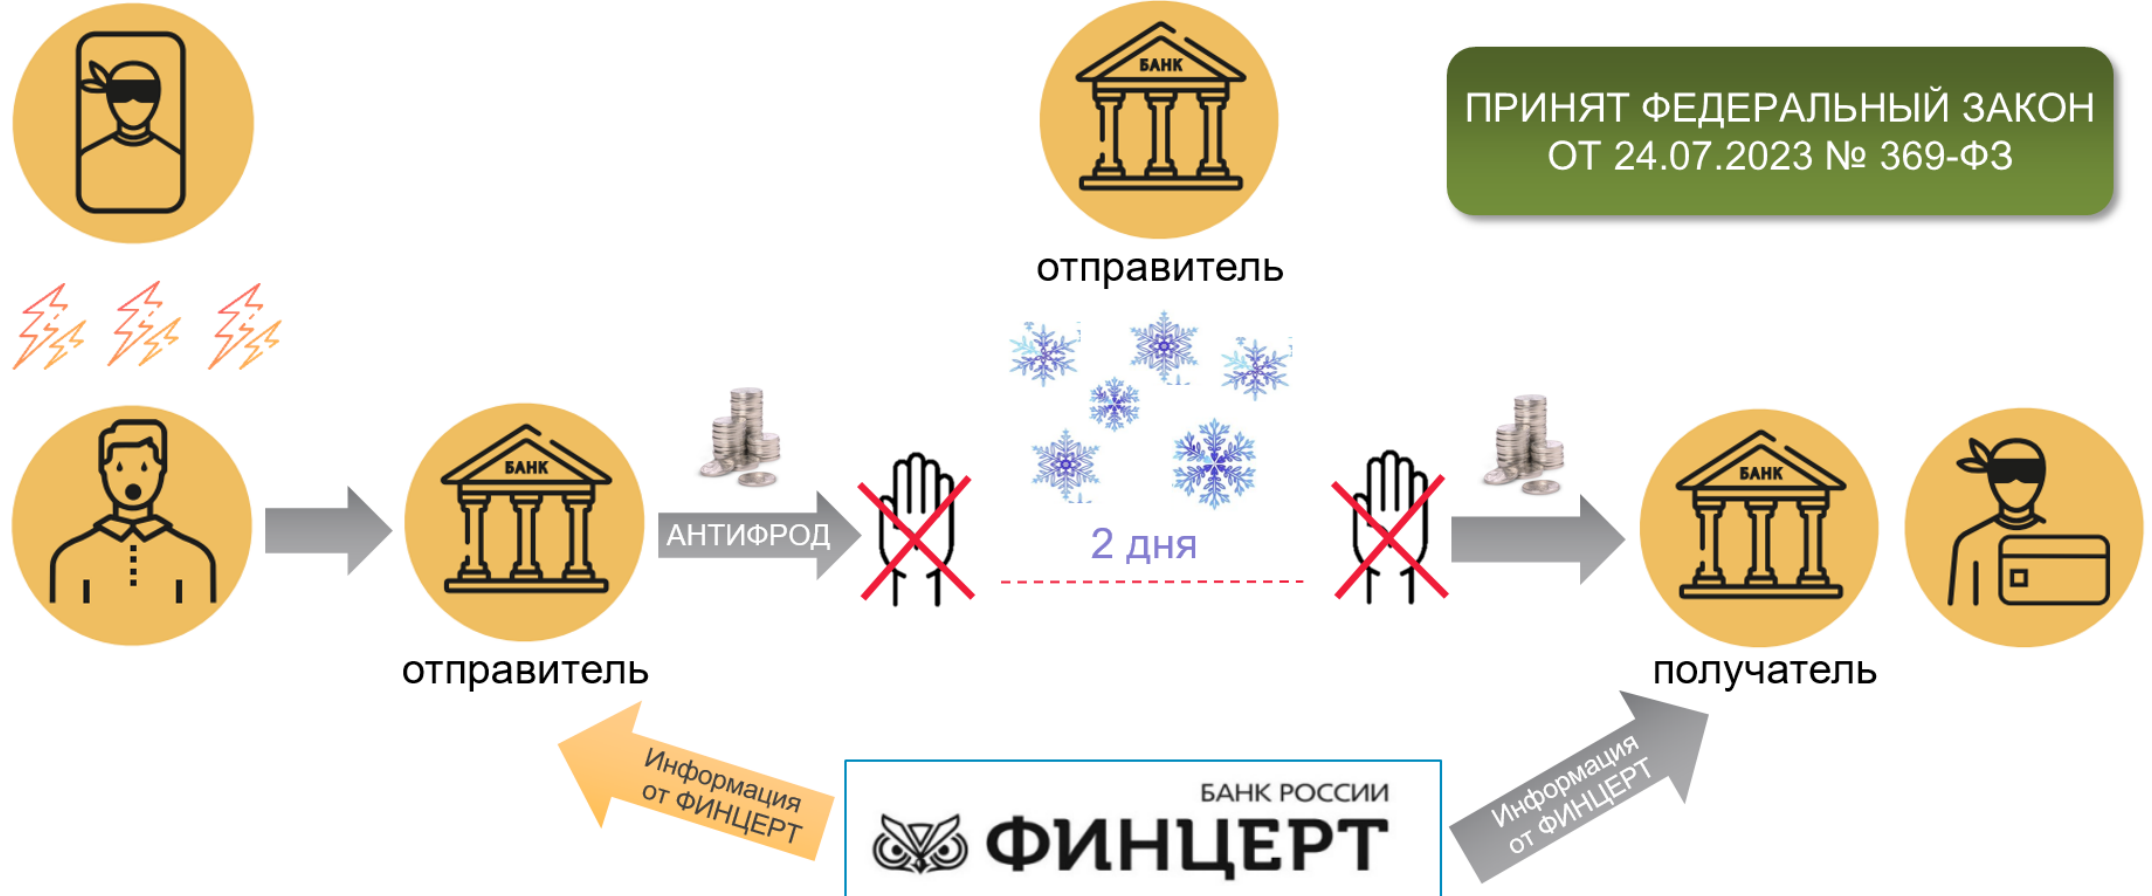 БАНК
отправитель
ПРИНЯТ ФЕДЕРАЛЬНЫЙ ЗАКОН
ОТ 24.07.2023 № 369-ФЗ
БАНК
отправитель
АНТИФРОД
2 дня
БАНК
получатель
Информация
от ФИНЦЕРТ
БАНК РОССИИ
ФИНЦЕРТ
Информация
от ФИНЦЕРТ